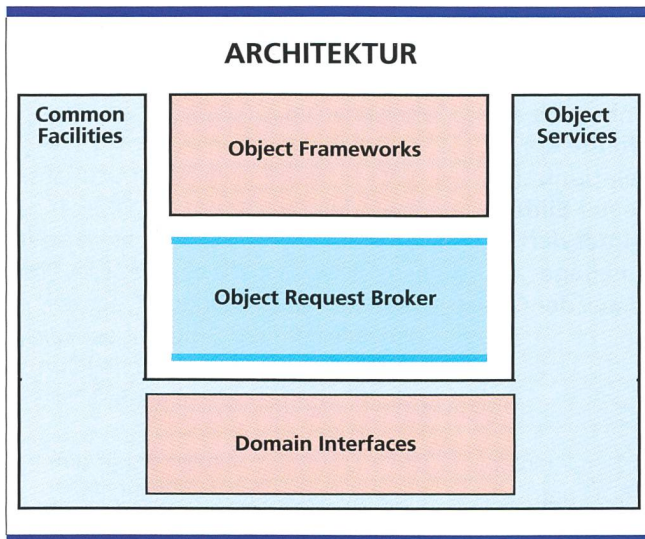 ARCHITEKTUR
Common
Facilities
Object Frameworks
Object
Services
Object Request Broker
Domain Interfaces